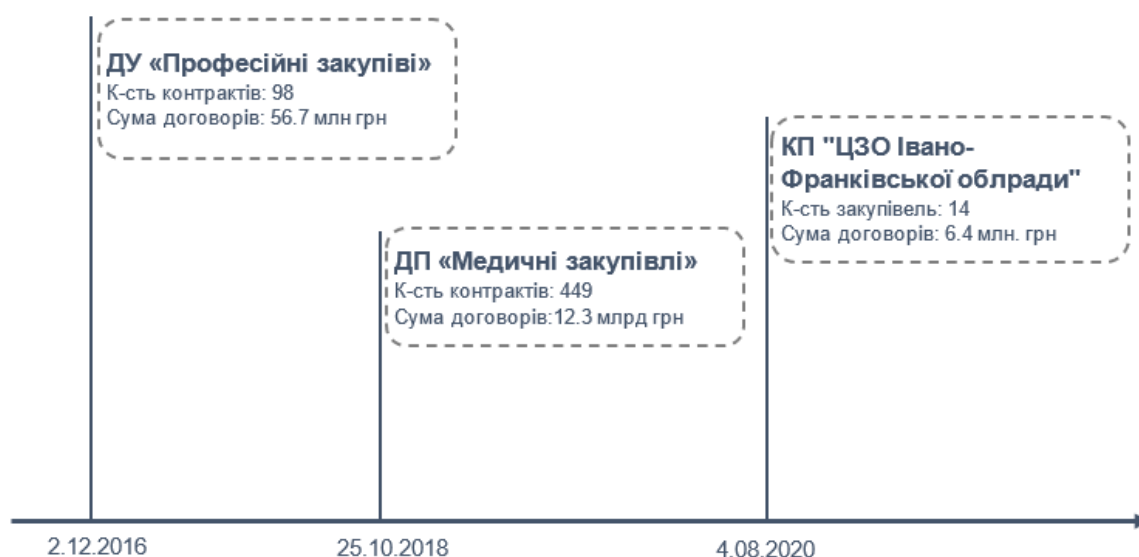 ДУ «Професійні закупіві»
К-сть контрактів: 98
Сума договорів: 56.7 млн грн
КП "ЦЗО Івано-
Франківської облради"
К-сть закупівель: 14
Сума договорів: 6.4 млн. грн
ДП «Медичні закупівлі»
К-сть контрактів: 449
Сума договорів:12.3 млрд грн
2.12.2016
25.10.2018
4.08.2020